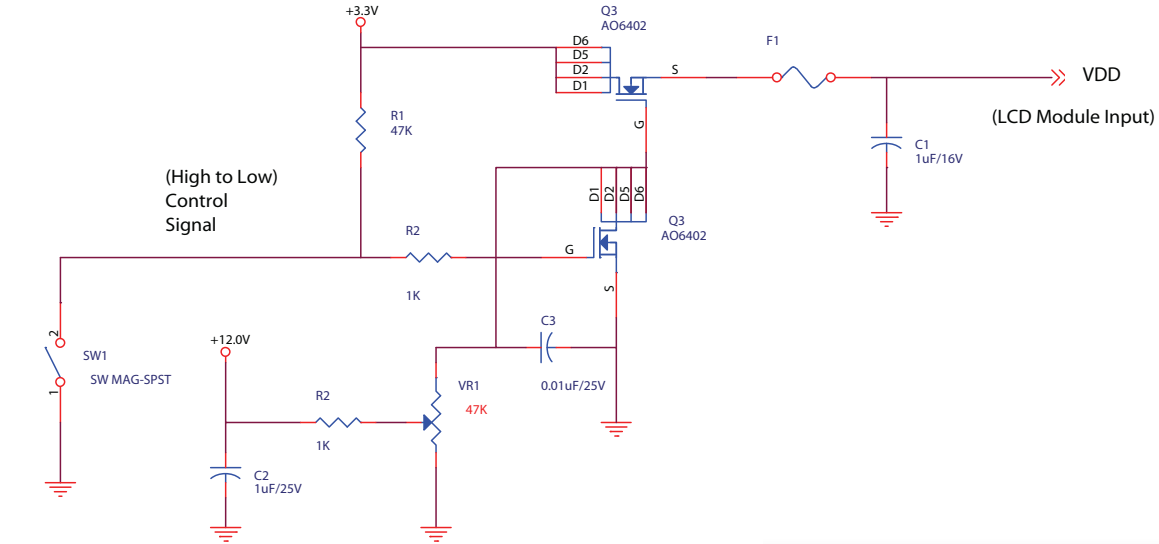 +3.3V
Q3
AO6402
D6
D5
D2
D1
S
G
F1
VDD
(LCD Module Input)
R1
47K
C1
1uF/16V
(High to Low)
Control
Signal
D1
D2
D5
D6
Q3
AO6402
R2
1K
G
S
2
SW1
SW MAG-SPST
1
+12.0V
C3
0.01uF/25V
R2
1K
VR1
47K
C2
1uF/25V